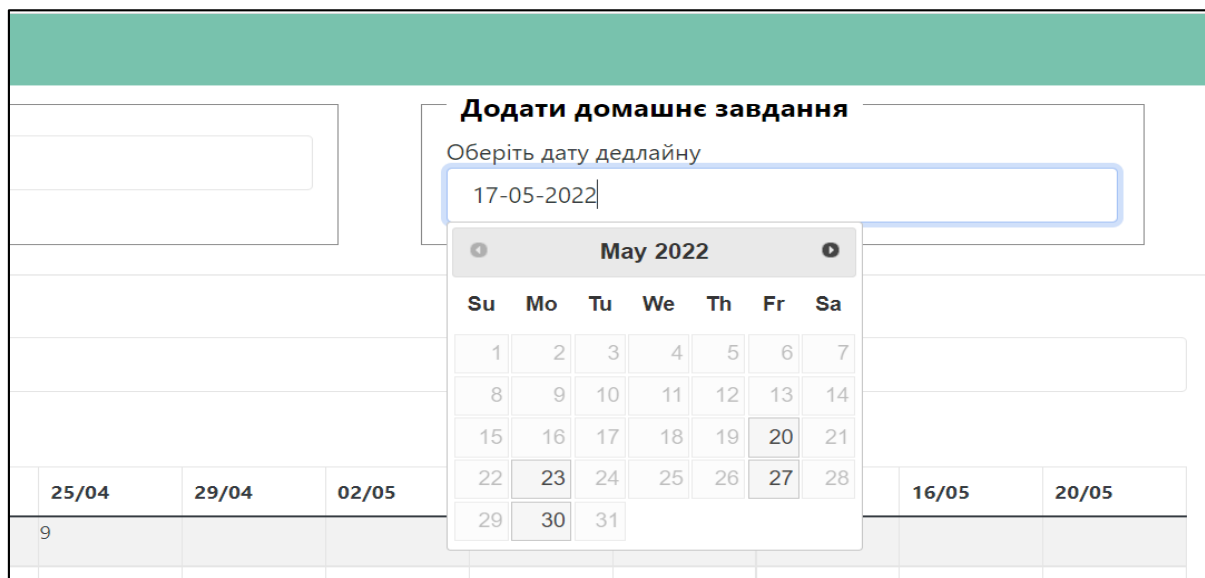 Додати домашнє завдання
Оберіть дату дедлайну
17-05-2022
May 2022
Su Mo Tu We Th Fr Sa
1 2 3 4 5 6 7
8 9 10 11 12 13 14
15 16 17 18 19 20 21
22 23 24 25 26 27 28
29 30 31
25/04 29/04 02/05 16/05 20/05
9